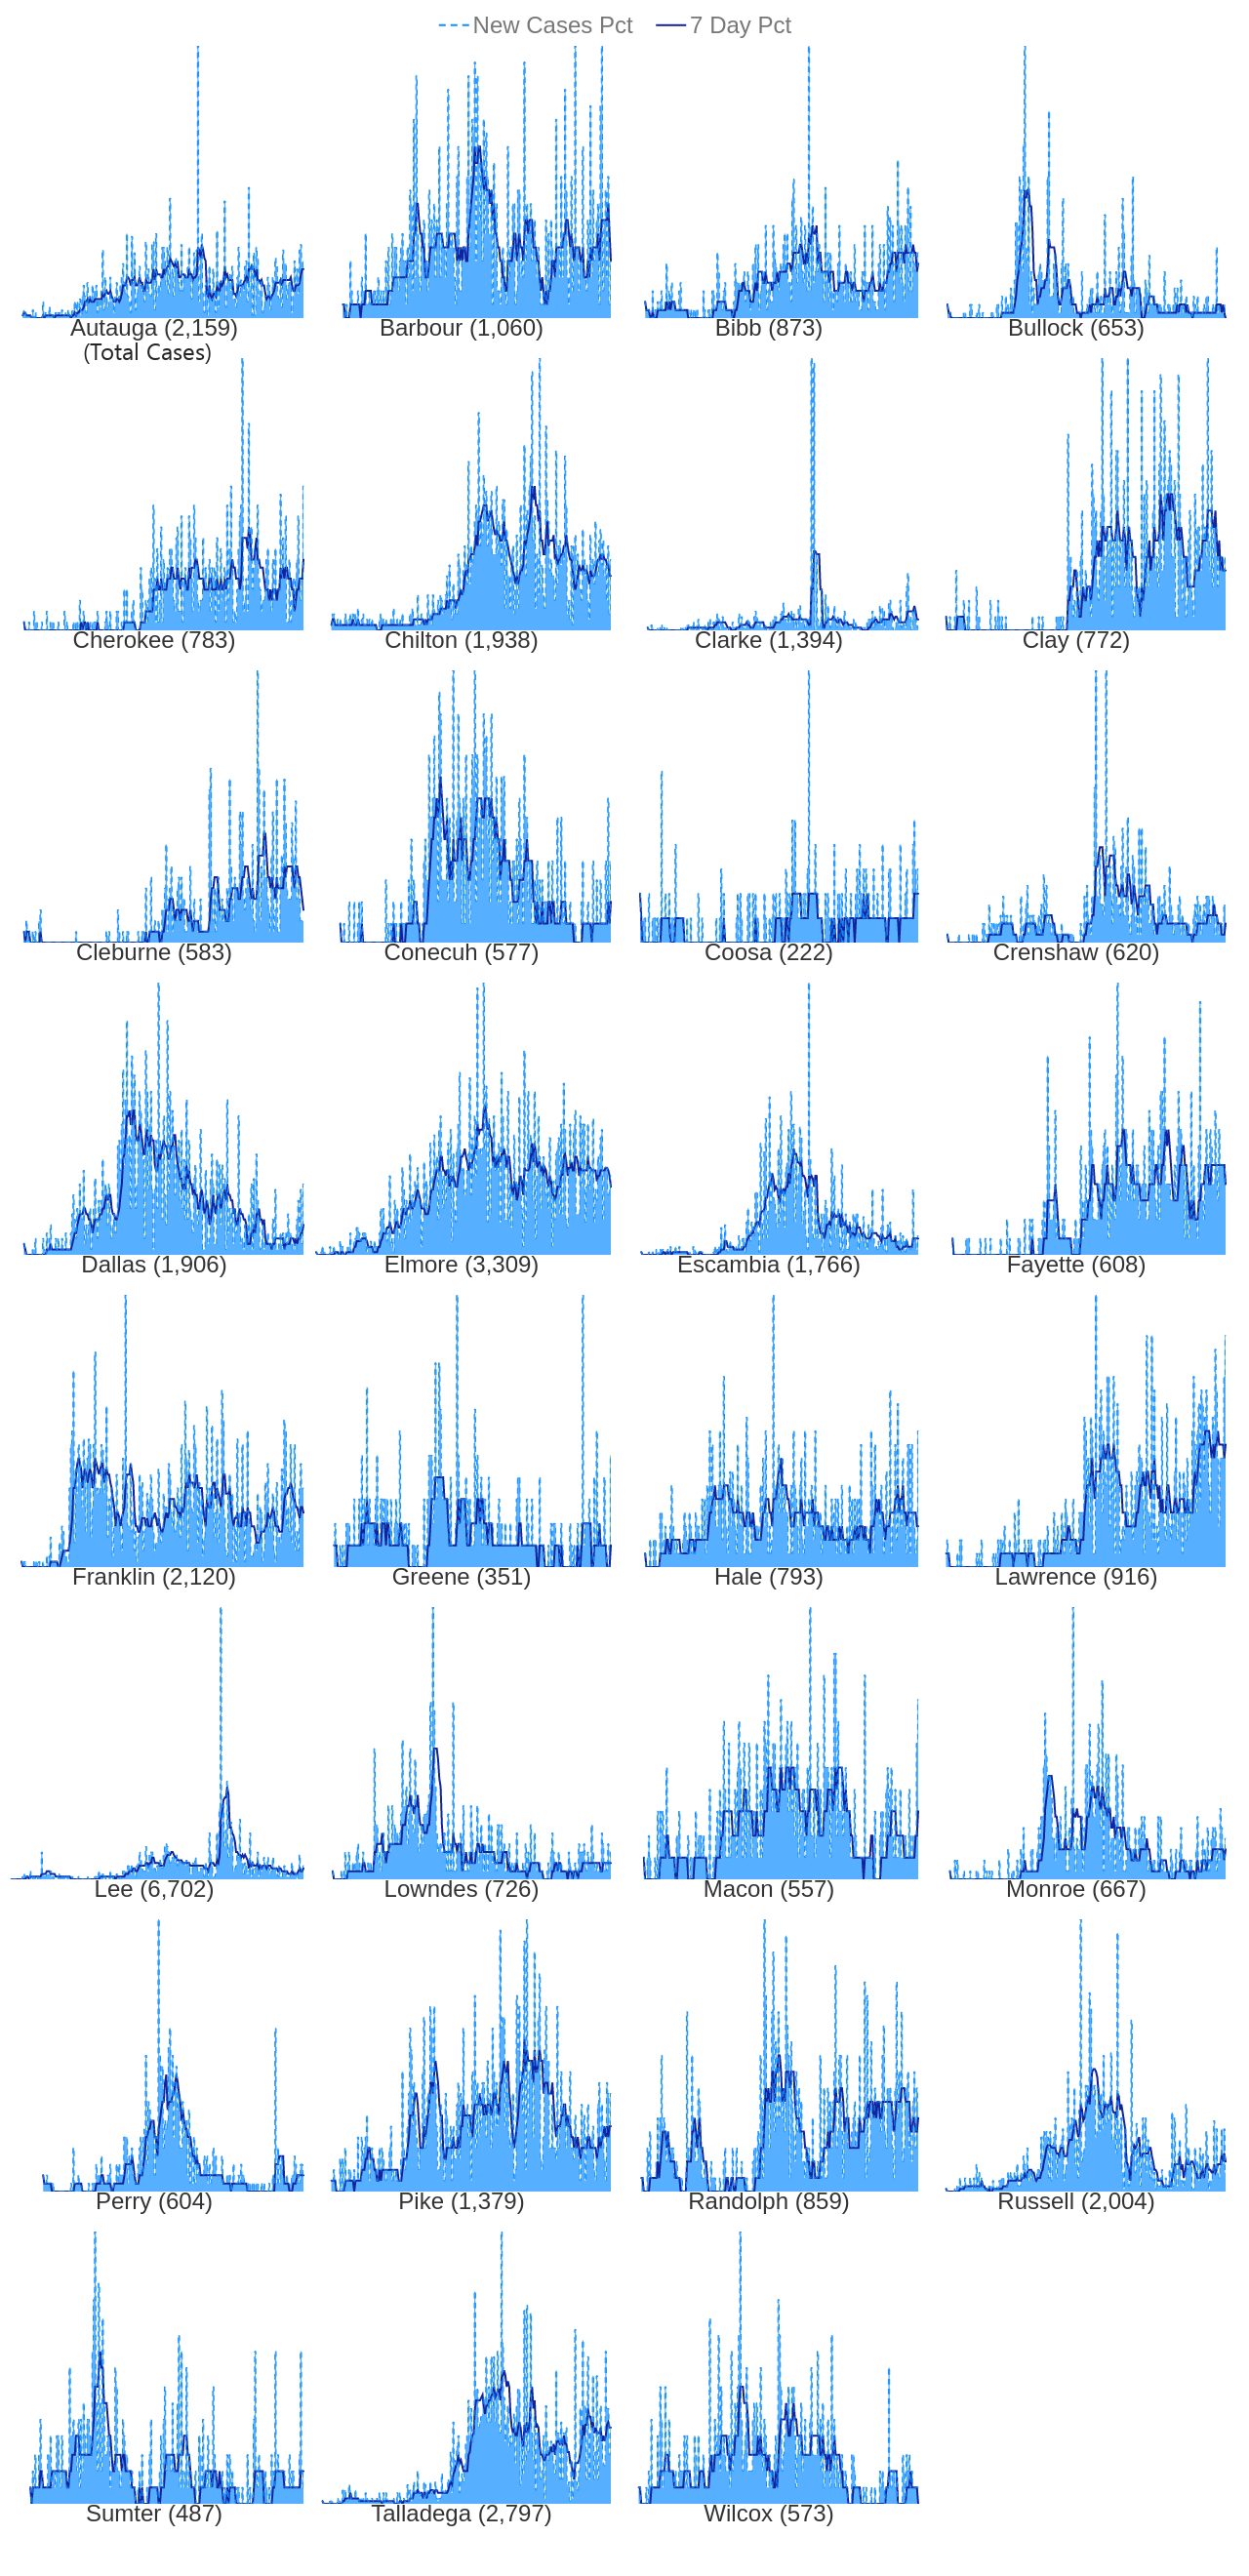 New Cases Pct 7 Day Pct
Autauga (2,159) Barbour (1,060) Bibb (873) Bullock (653)
(Total Cases)
Cherokee (783) Chilton (1,938) Clarke (1,394) Clay (772)
Cleburne (583) Conecuh (577) Coosa (222) Crenshaw (620)
Dallas (1,906) Elmore (3,309) Escambia (1,766) Fayette (608)
Franklin (2,120) Greene (351) Hale (793) Lawrence (916)
Lee (6,702) Lowndes (726) Macon (557) Monroe (667)
Perry (604) Pike (1,379) Randolph (859) Russell (2,004)
Sumter (487) Talladega (2,797) Wilcox (573)